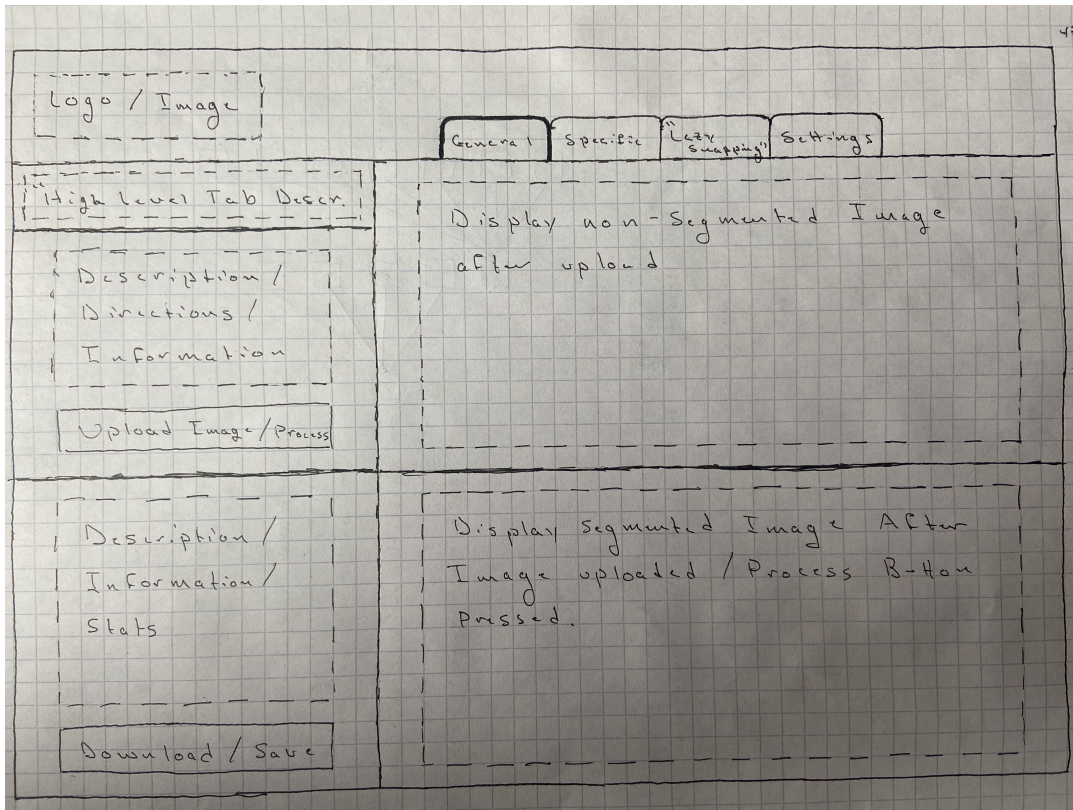 Logo / Image
General
Specific
"Lazy
Snapping"
Settings
"High Level Tab Descr.
Description /
Directions /
Information
Upload Image / Process
Display non-segmented Image
after upload
Description /
Information /
Stats
Download / Save
Display Segmented Image After
Image uploaded / Process Button
pressed.